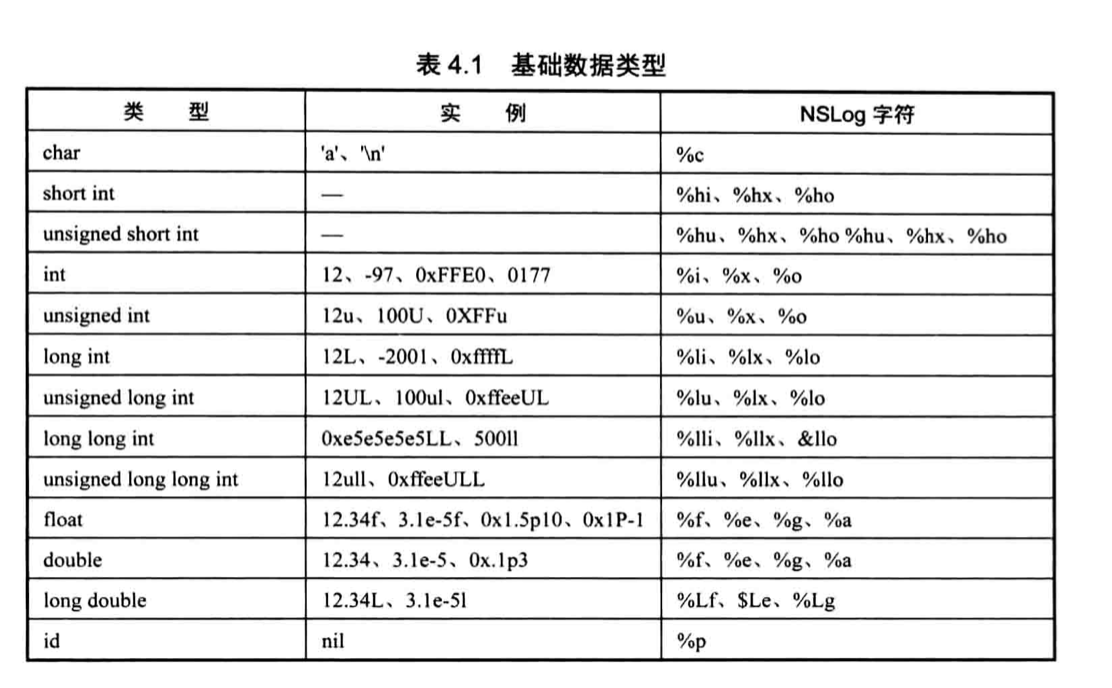 表 4.1 基础数据类型
类 型 实 例 NSLog 字符
char 'a'、'\n' %c
short int — %hi、%hx、%ho
unsigned short int — %hu、%hx、%ho %hu、%hx、%ho
int 12、-97、0xFFE0、0177 %i、%x、%o
unsigned int 12u、100U、0XFFu %u、%x、%o
long int 12L、-2001、0xffffL %li、%lx、%lo
unsigned long int 12UL、100ul、0xffeeUL %lu、%lx、%lo
long long int 0xe5e5e5e5LL、500ll %lli、%llx、&llo
unsigned long long int 12ull、0xffeeULL %llu、%llx、%llo
float 12.34f、3.1e-5f、0x1.5p10、0x1P-1 %f、%e、%g、%a
double 12.34、3.1e-5、0x.1p3 %f、%e、%g、%a
long double 12.34L、3.1e-5l %Lf、$Le、%Lg
id nil %p